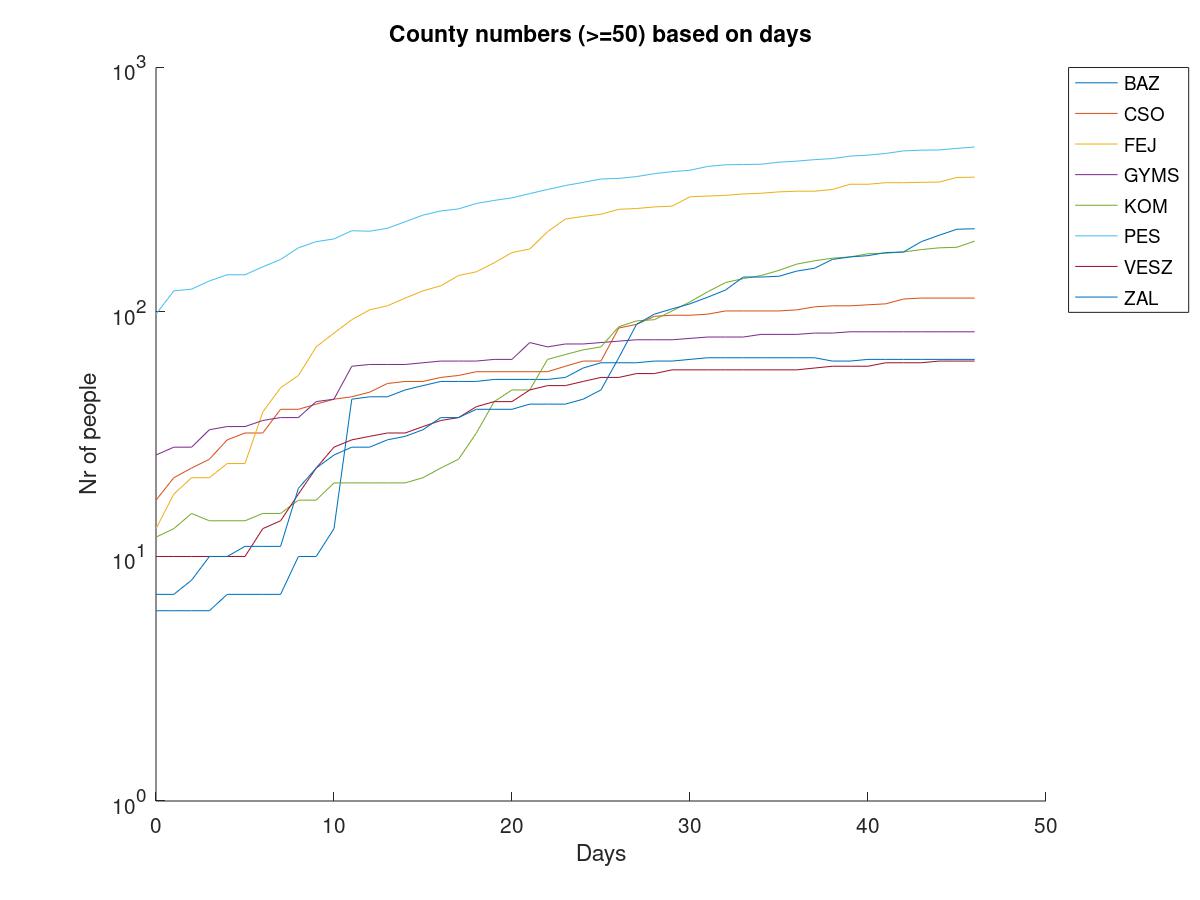 County numbers (>=50) based on days
10^3
10^2
10^1
10^0
Nr of people
0 10 20 30 40 50
Days
BAZ
CSO
FEJ
GYMS
KOM
PES
VESZ
ZAL